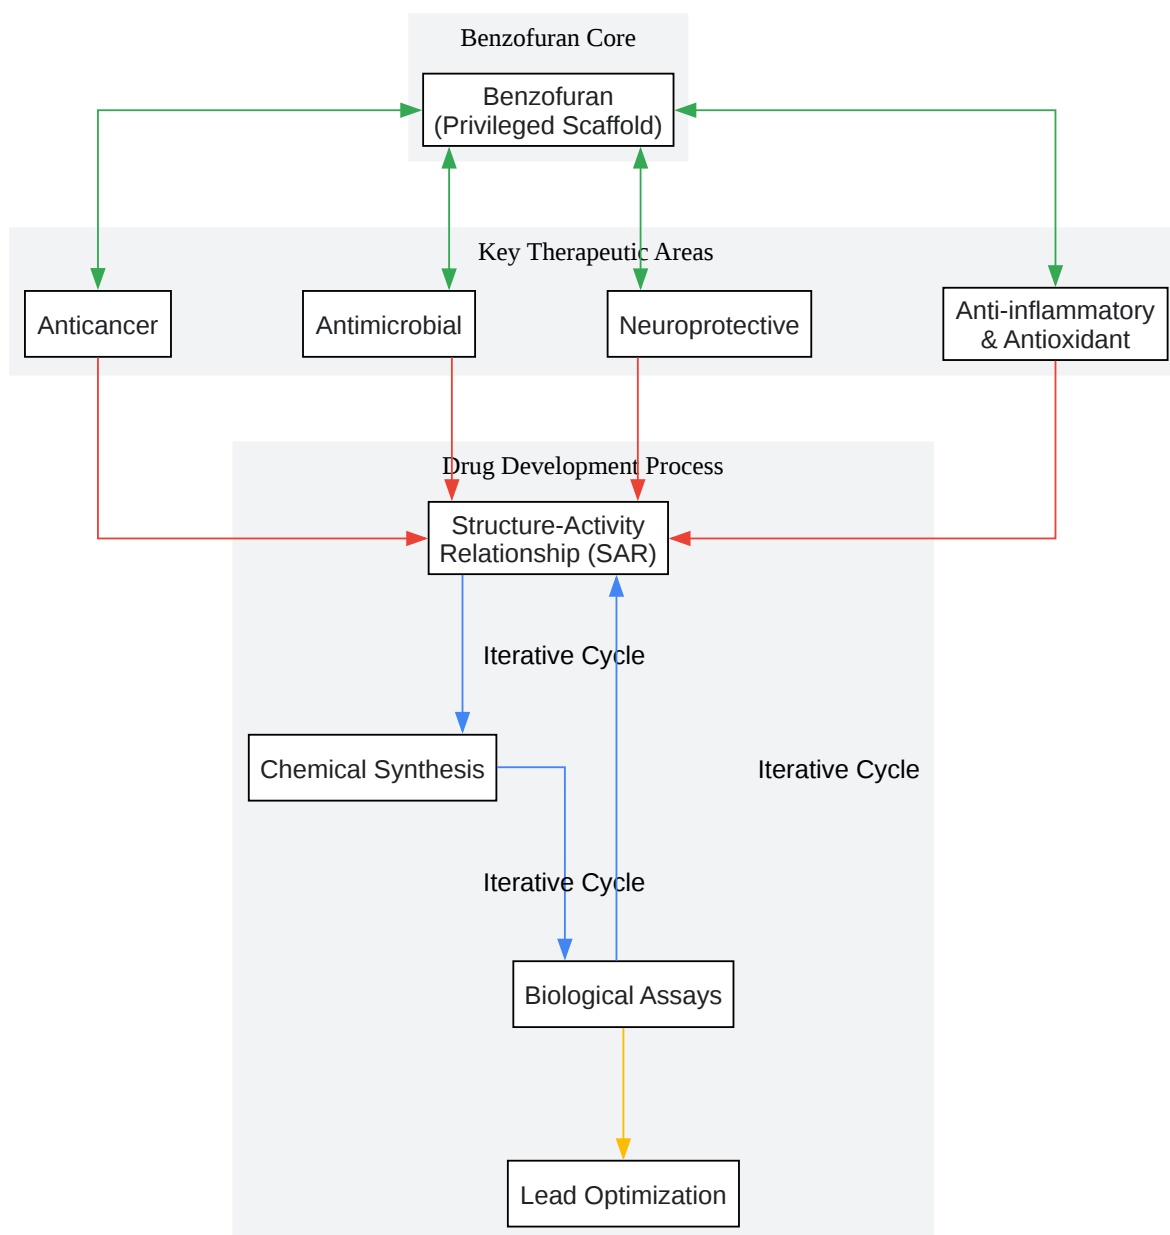 Benzofuran Core
Benzofuran
(Privileged Scaffold)
Key Therapeutic Areas
Anticancer
Antimicrobial
Neuroprotective
Anti-inflammatory
& Antioxidant
Drug Development Process
Structure-Activity
Relationship (SAR)
Iterative Cycle
Chemical Synthesis
Iterative Cycle
Iterative Cycle
Biological Assays
Lead Optimization